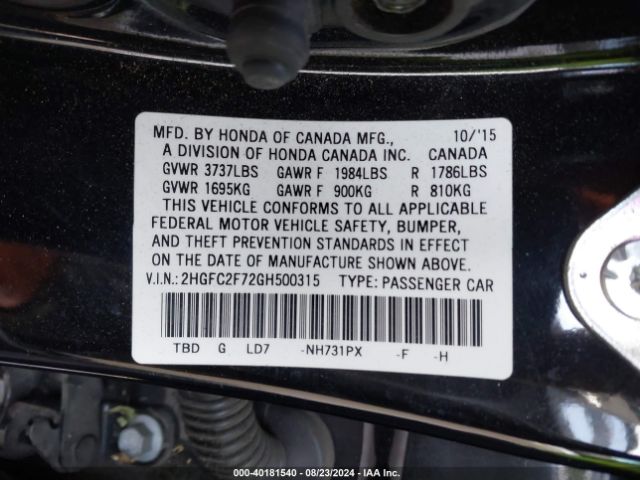 MFD. BY HONDA OF CANADA MFG., 10/'15
A DIVISION OF HONDA CANADA INC. CANADA
GVWR 3737LBS GAWR F 1984LBS R 1786LBS
GVWR 1695KG GAWR F 900KG R 810KG
THIS VEHICLE CONFORMS TO ALL APPLICABLE
FEDERAL MOTOR VEHICLE SAFETY, BUMPER,
AND THEFT PREVENTION STANDARDS IN EFFECT
ON THE DATE OF MANUFACTURE SHOWN ABOVE.
V.I.N.: 2HGFC2F72GH500315 TYPE: PASSENGER CAR
TBD G LD7 -NH731PX -F -H
000-40181540 - 08/23/2024 - IAA Inc.